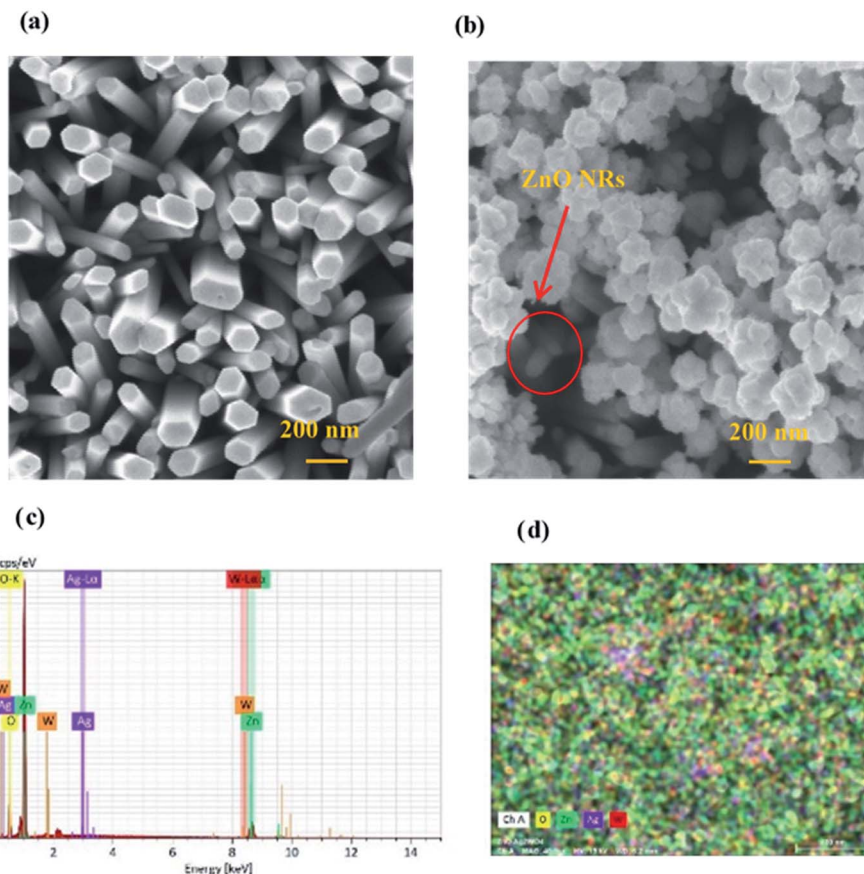 (a)
(b)
ZnO NRs
200 nm
200 nm
(c)
(d)
cps/eV
O-K
Ag-Lα
W-Lα
W
Ag
Zn
O
W
Ag
W
Zn
2
4
6
8
10
12
14
Energy [keV]
Ch A
O
Zn
Ag
W